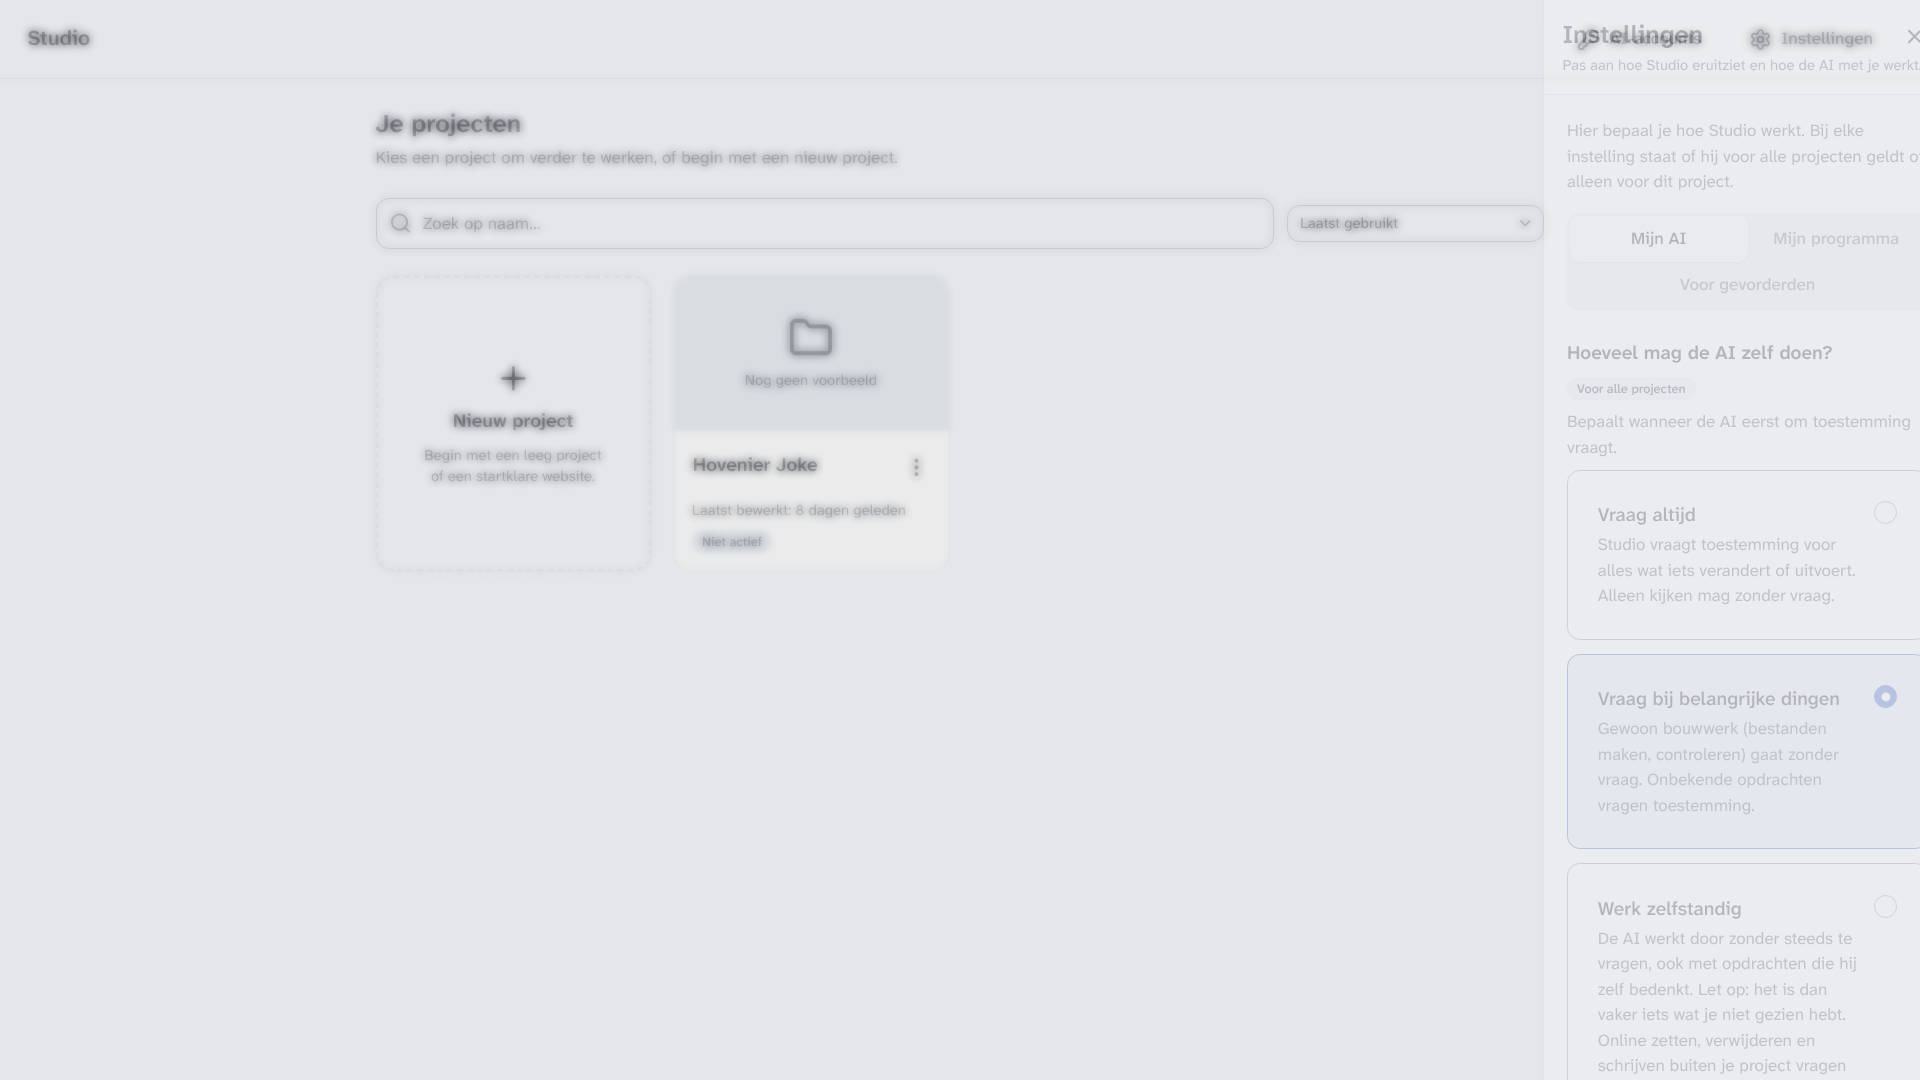 Studio
Instellingen
Instellingen
Pas aan hoe Studio eruitziet en hoe de AI met je werkt.
Je projecten
Kies een project om verder te werken, of begin met een nieuw project.
Zoek op naam...
Laatst gebruikt
Nieuw project
Begin met een leeg project
of een startklare website.
Nog geen voorbeeld
Hovenier Joke
Laatst bewerkt: 8 dagen geleden
Niet actief
Hier bepaal je hoe Studio werkt. Bij elke
instelling staat of hij voor alle projecten geldt of
alleen voor dit project.
Mijn AI
Mijn programma
Voor gevorderden
Hoeveel mag de AI zelf doen?
Voor alle projecten
Bepaalt wanneer de AI eerst om toestemming
vraagt.
Vraag altijd
Studio vraagt toestemming voor
alles wat iets verandert of uitvoert.
Alleen kijken mag zonder vraag.
Vraag bij belangrijke dingen
Gewoon bouwwerk (bestanden
maken, controleren) gaat zonder
vraag. Onbekende opdrachten
vragen toestemming.
Werk zelfstandig
De AI werkt door zonder steeds te
vragen, ook met opdrachten die hij
zelf bedenkt. Let op: het is dan
vaker iets wat je niet gezien hebt.
Online zetten, verwijderen en
schrijven buiten je project vragen